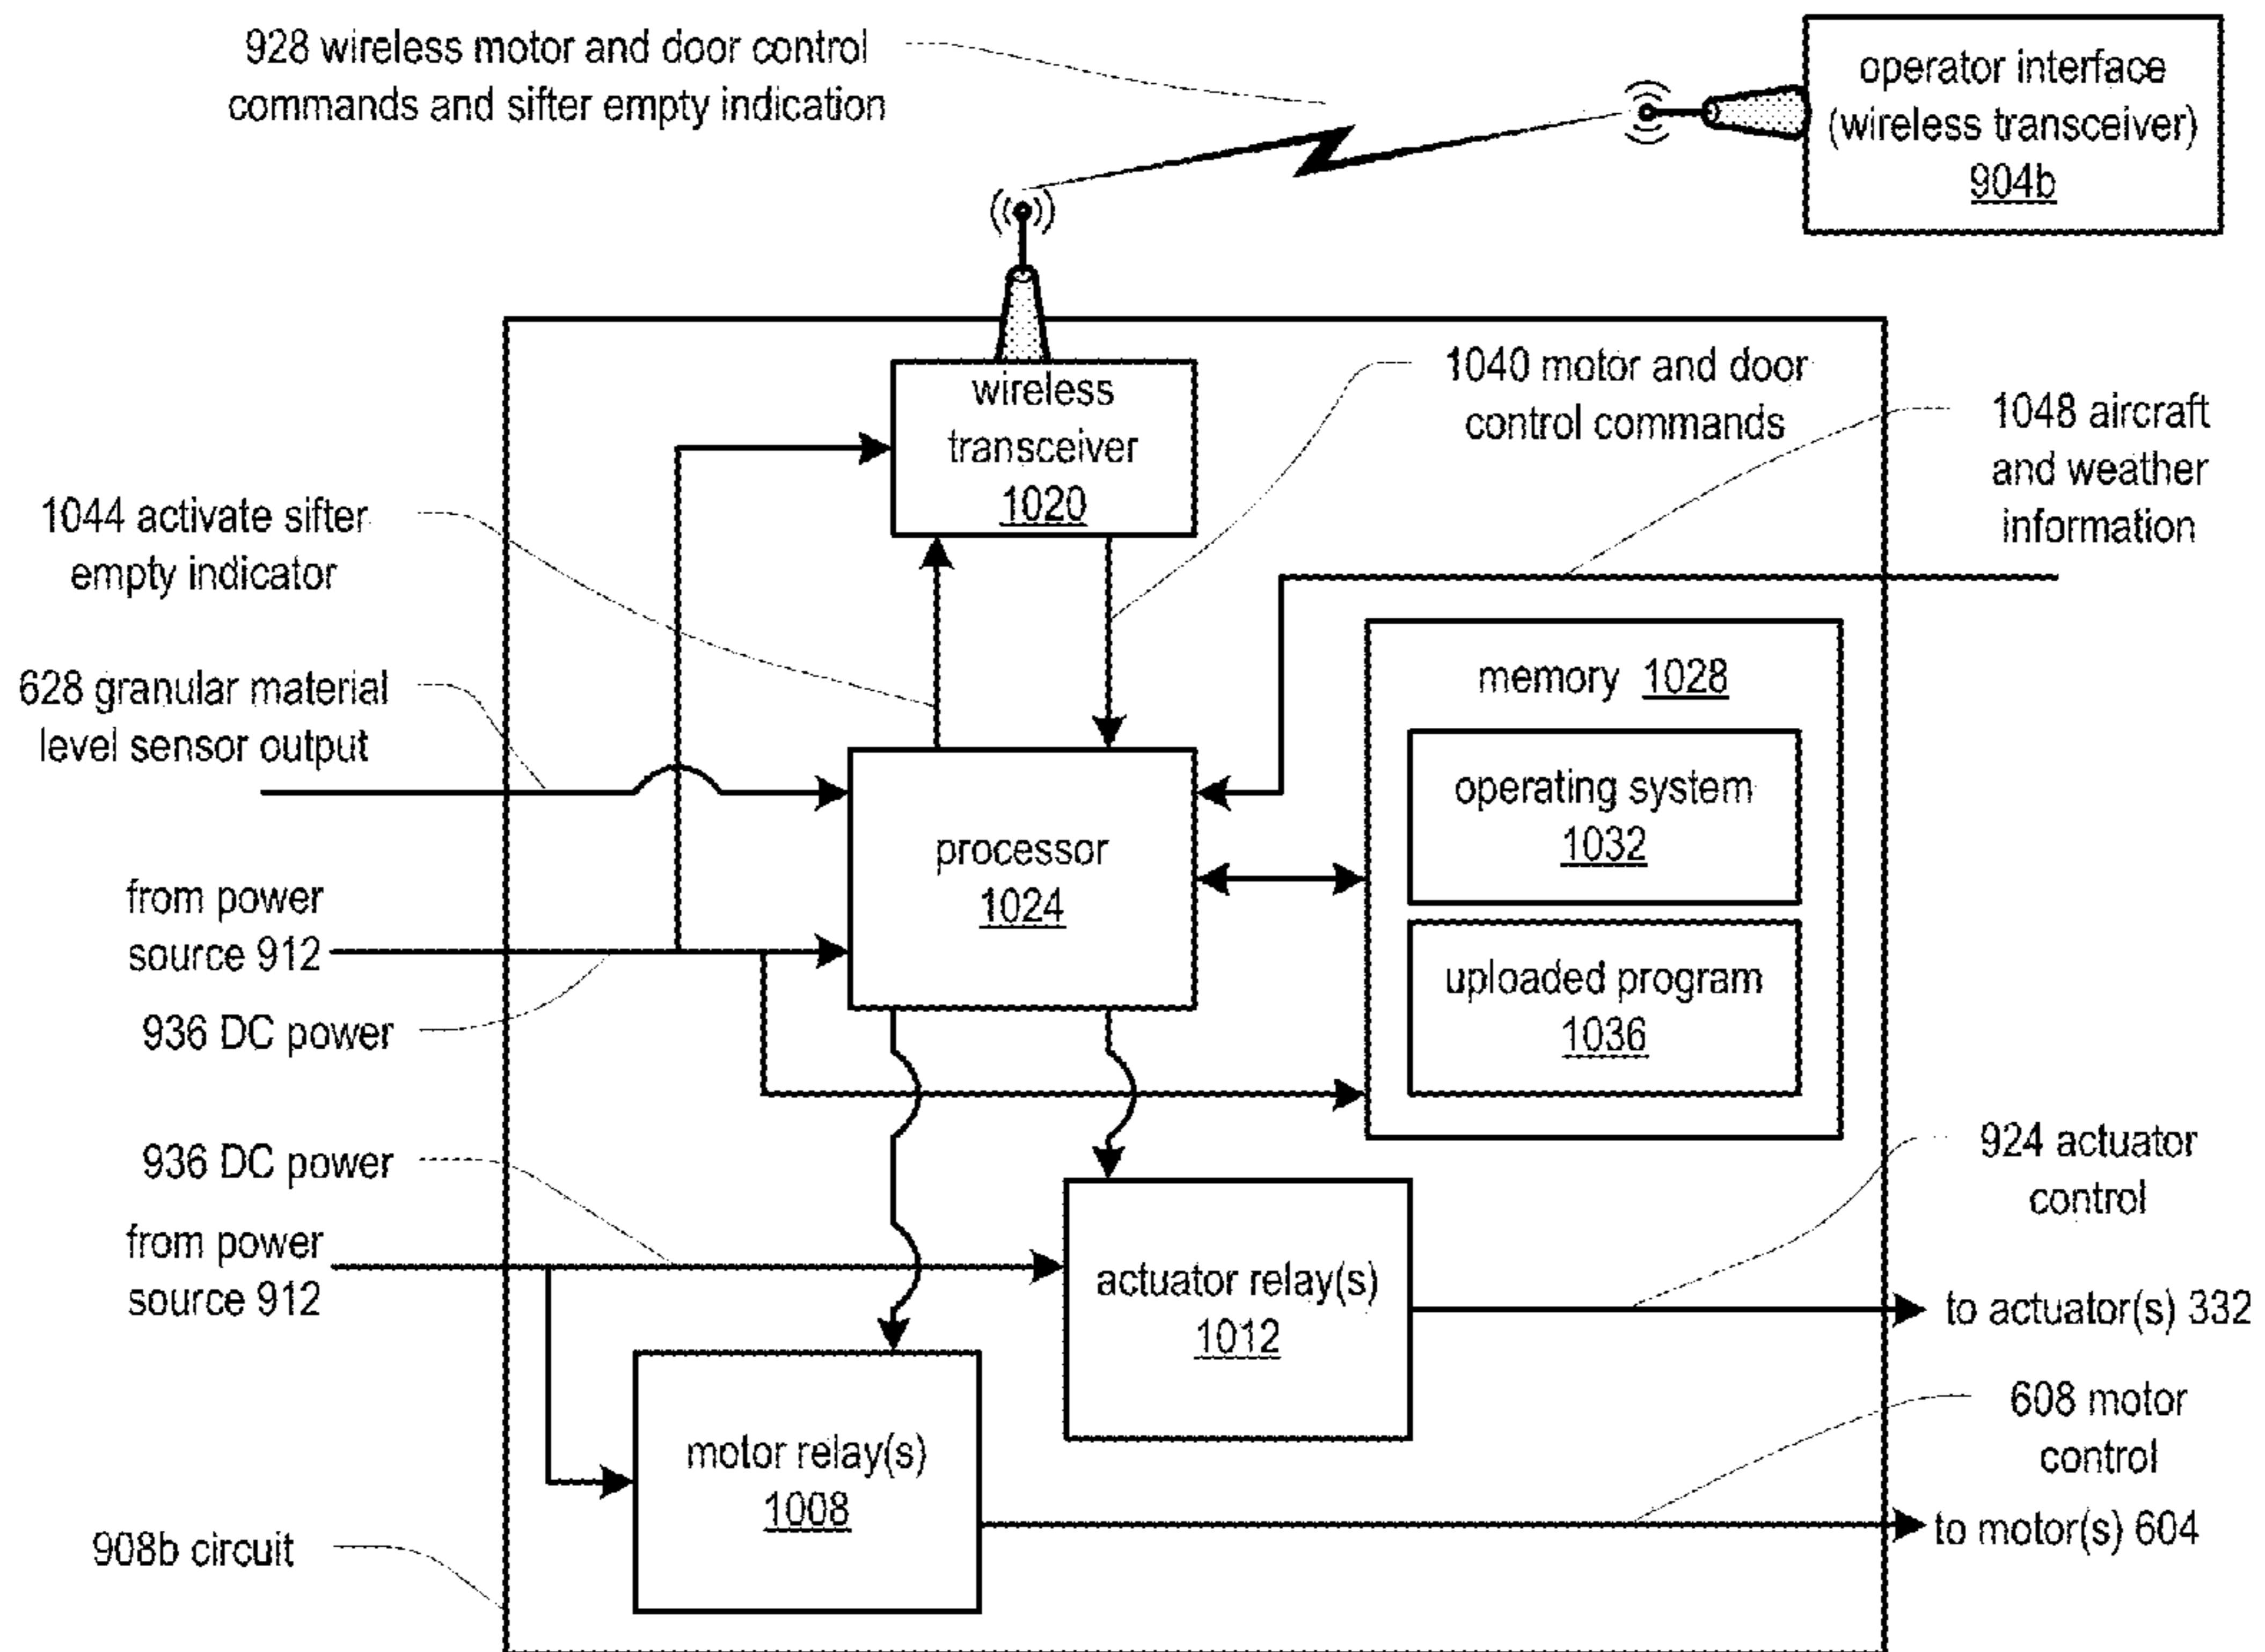 928 wireless motor and door control
commands and sifter empty indication
operator interface
(wireless transceiver)
904b
wireless
transceiver
1020
1040 motor and door
control commands
1048 aircraft
and weather
information
1044 activate sifter
empty indicator
628 granular material
level sensor output
memory 1028
operating system
1032
uploaded program
1036
processor
1024
from power
source 912
936 DC power
936 DC power
from power
source 912
actuator relay(s)
1012
924 actuator
control
to actuator(s) 332
motor relay(s)
1008
608 motor
control
to motor(s) 604
908b circuit